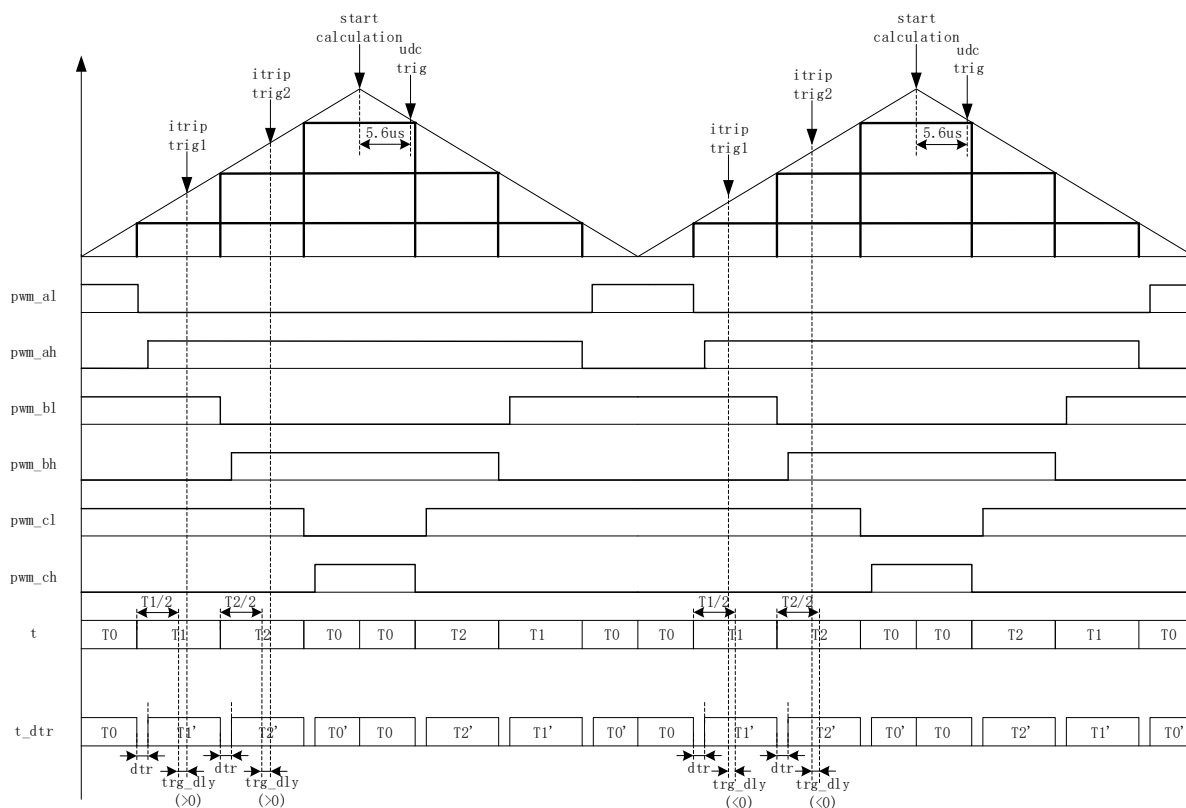 start
calculation
udc
trig
itrip
trig2
itrip
trig1
5.6us
start
calculation
udc
trig
itrip
trig2
itrip
trig1
5.6us
pwm_al
pwm_ah
pwm_bl
pwm_bh
pwm_cl
pwm_ch
T1/2 T2/2 T1/2 T2/2
t T0 T1 T2 T0 T0 T2 T1 T0 T0 T1 T2 T0 T0 T2 T1 T0
t_dtr T0 T1' T2' T0' T0 T2' T1' T0' T0 T1' T2' T0' T0 T2' T1' T0'
dtr dtr dtr dtr
trg_dly trg_dly trg_dly trg_dly
(>0) (>0) (<0) (<0)